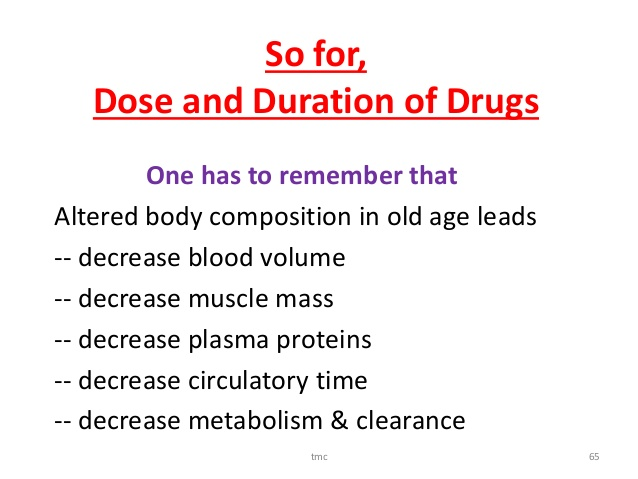 So for,
Dose and Duration of Drugs
One has to remember that
Altered body composition in old age leads
-- decrease blood volume
-- decrease muscle mass
-- decrease plasma proteins
-- decrease circulatory time
-- decrease metabolism & clearance
tmc
65